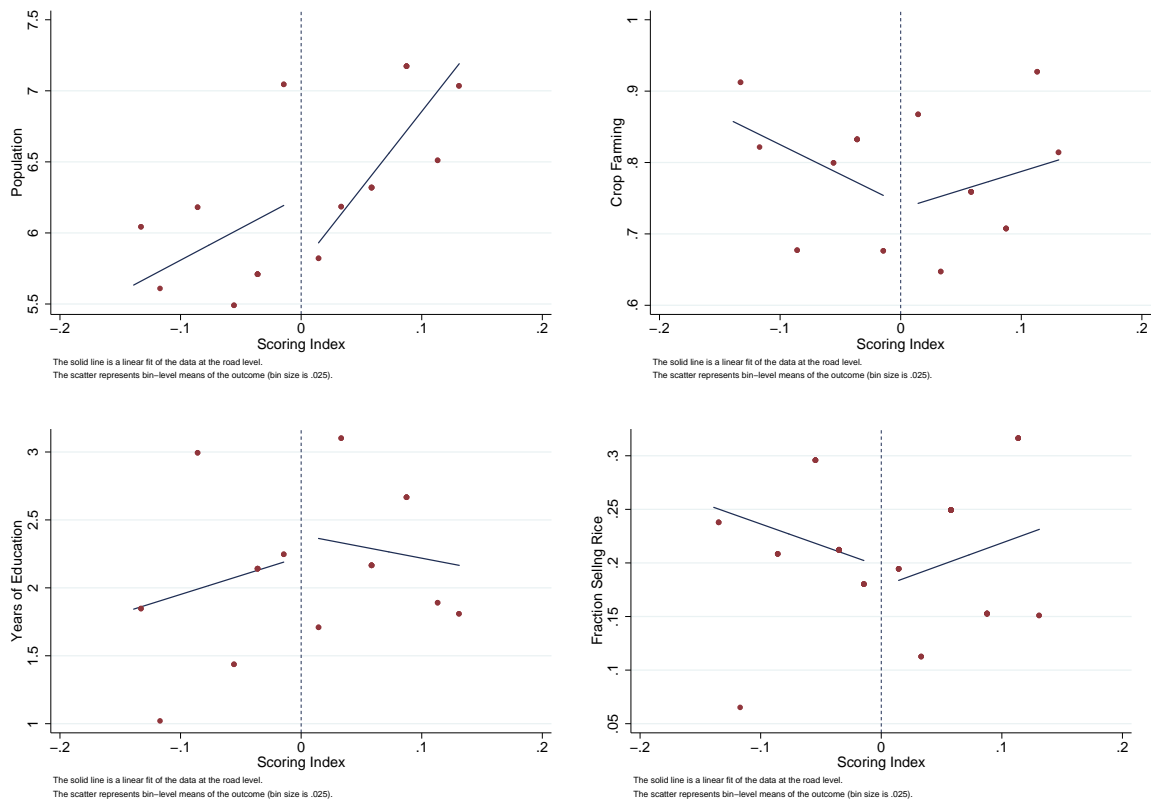 7.5
7
6.5
6
5.5
Population
−.2
−.1
0
.1
.2
Scoring Index
The solid line is a linear fit of the data at the road level.
The scatter represents bin−level means of the outcome (bin size is .025).
1
.9
.8
.7
.6
Crop Farming
−.2
−.1
0
.1
.2
Scoring Index
The solid line is a linear fit of the data at the road level.
The scatter represents bin−level means of the outcome (bin size is .025).
3
2.5
2
1.5
1
Years of Education
−.2
−.1
0
.1
.2
Scoring Index
The solid line is a linear fit of the data at the road level.
The scatter represents bin−level means of the outcome (bin size is .025).
.3
.25
.2
.15
.1
.05
Fraction Sellng Rice
−.2
−.1
0
.1
.2
Scoring Index
The solid line is a linear fit of the data at the road level.
The scatter represents bin−level means of the outcome (bin size is .025).